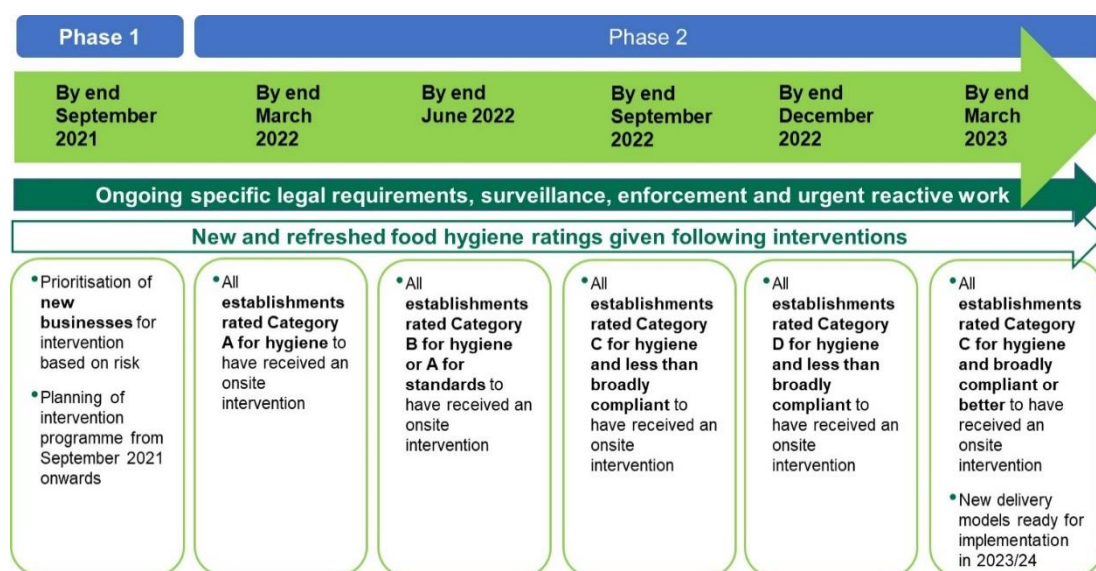 Phase 1
Phase 2
By end
September
2021
By end
March
2022
By end
June 2022
By end
September
2022
By end
December
2022
By end
March
2023
Ongoing specific legal requirements, surveillance, enforcement and urgent reactive work
New and refreshed food hygiene ratings given following interventions
•Prioritisation of
new
businesses for
intervention
based on risk
•Planning of
intervention
programme from
September 2021
onwards
• All
establishments
rated Category
A for hygiene to
have received an
onsite
intervention
• All
establishments
rated Category
B for hygiene
or A for
standards to
have received an
onsite
intervention
• All
establishments
rated Category
C for hygiene
and less than
broadly
compliant to
have received an
onsite
intervention
• All
establishments
rated Category
D for hygiene
and less than
broadly
compliant to
have received an
onsite
intervention
• All
establishments
rated Category
C for hygiene
and broadly
compliant or
better to have
received an
onsite
intervention
•New delivery
models ready for
implementation
in 2023/24